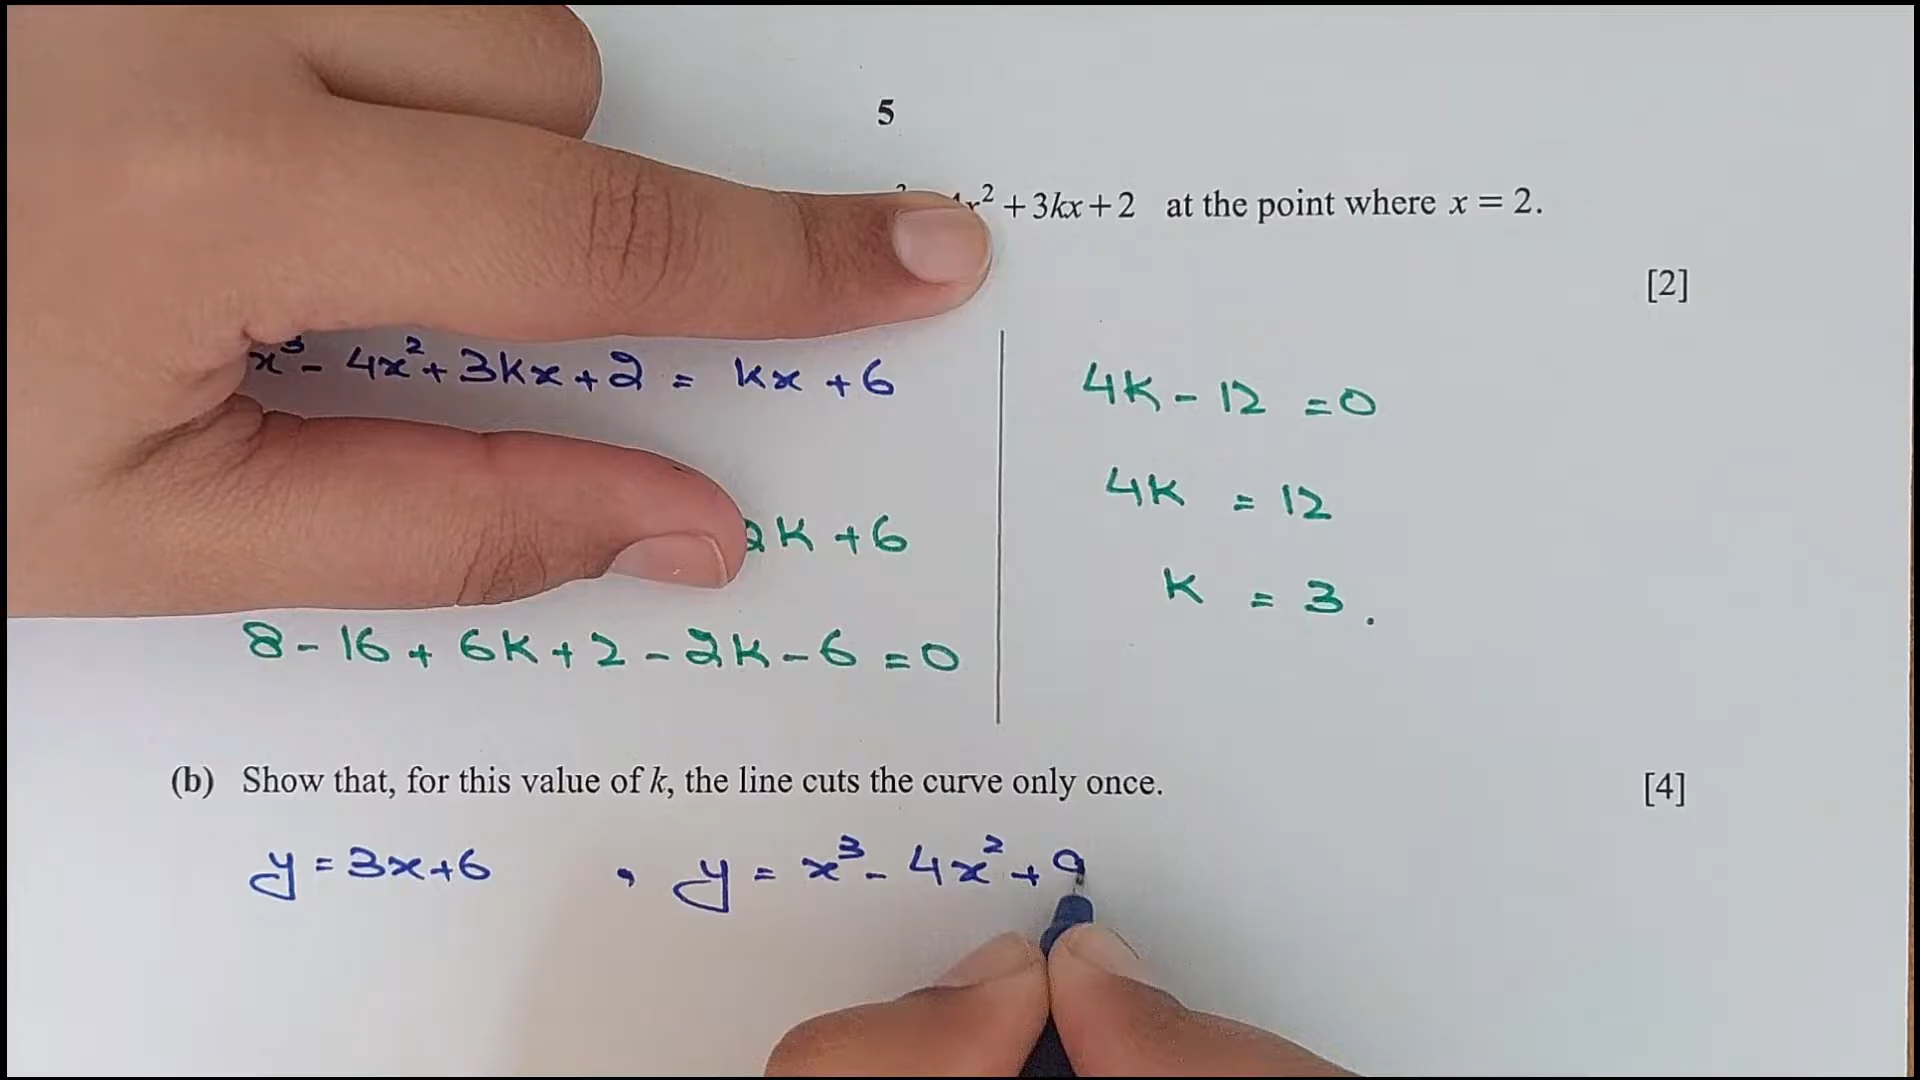 5
x² + 3kx + 2 at the point where x = 2.
[2]
x³ - 4x² + 3kx + 2 = kx + 6
2k + 6
8 - 16 + 6k + 2 - 2k - 6 = 0
4k - 12 = 0
4k = 12
k = 3.
(b) Show that, for this value of k, the line cuts the curve only once. [4]
y = 3x + 6 , y = x³ - 4x² + 9